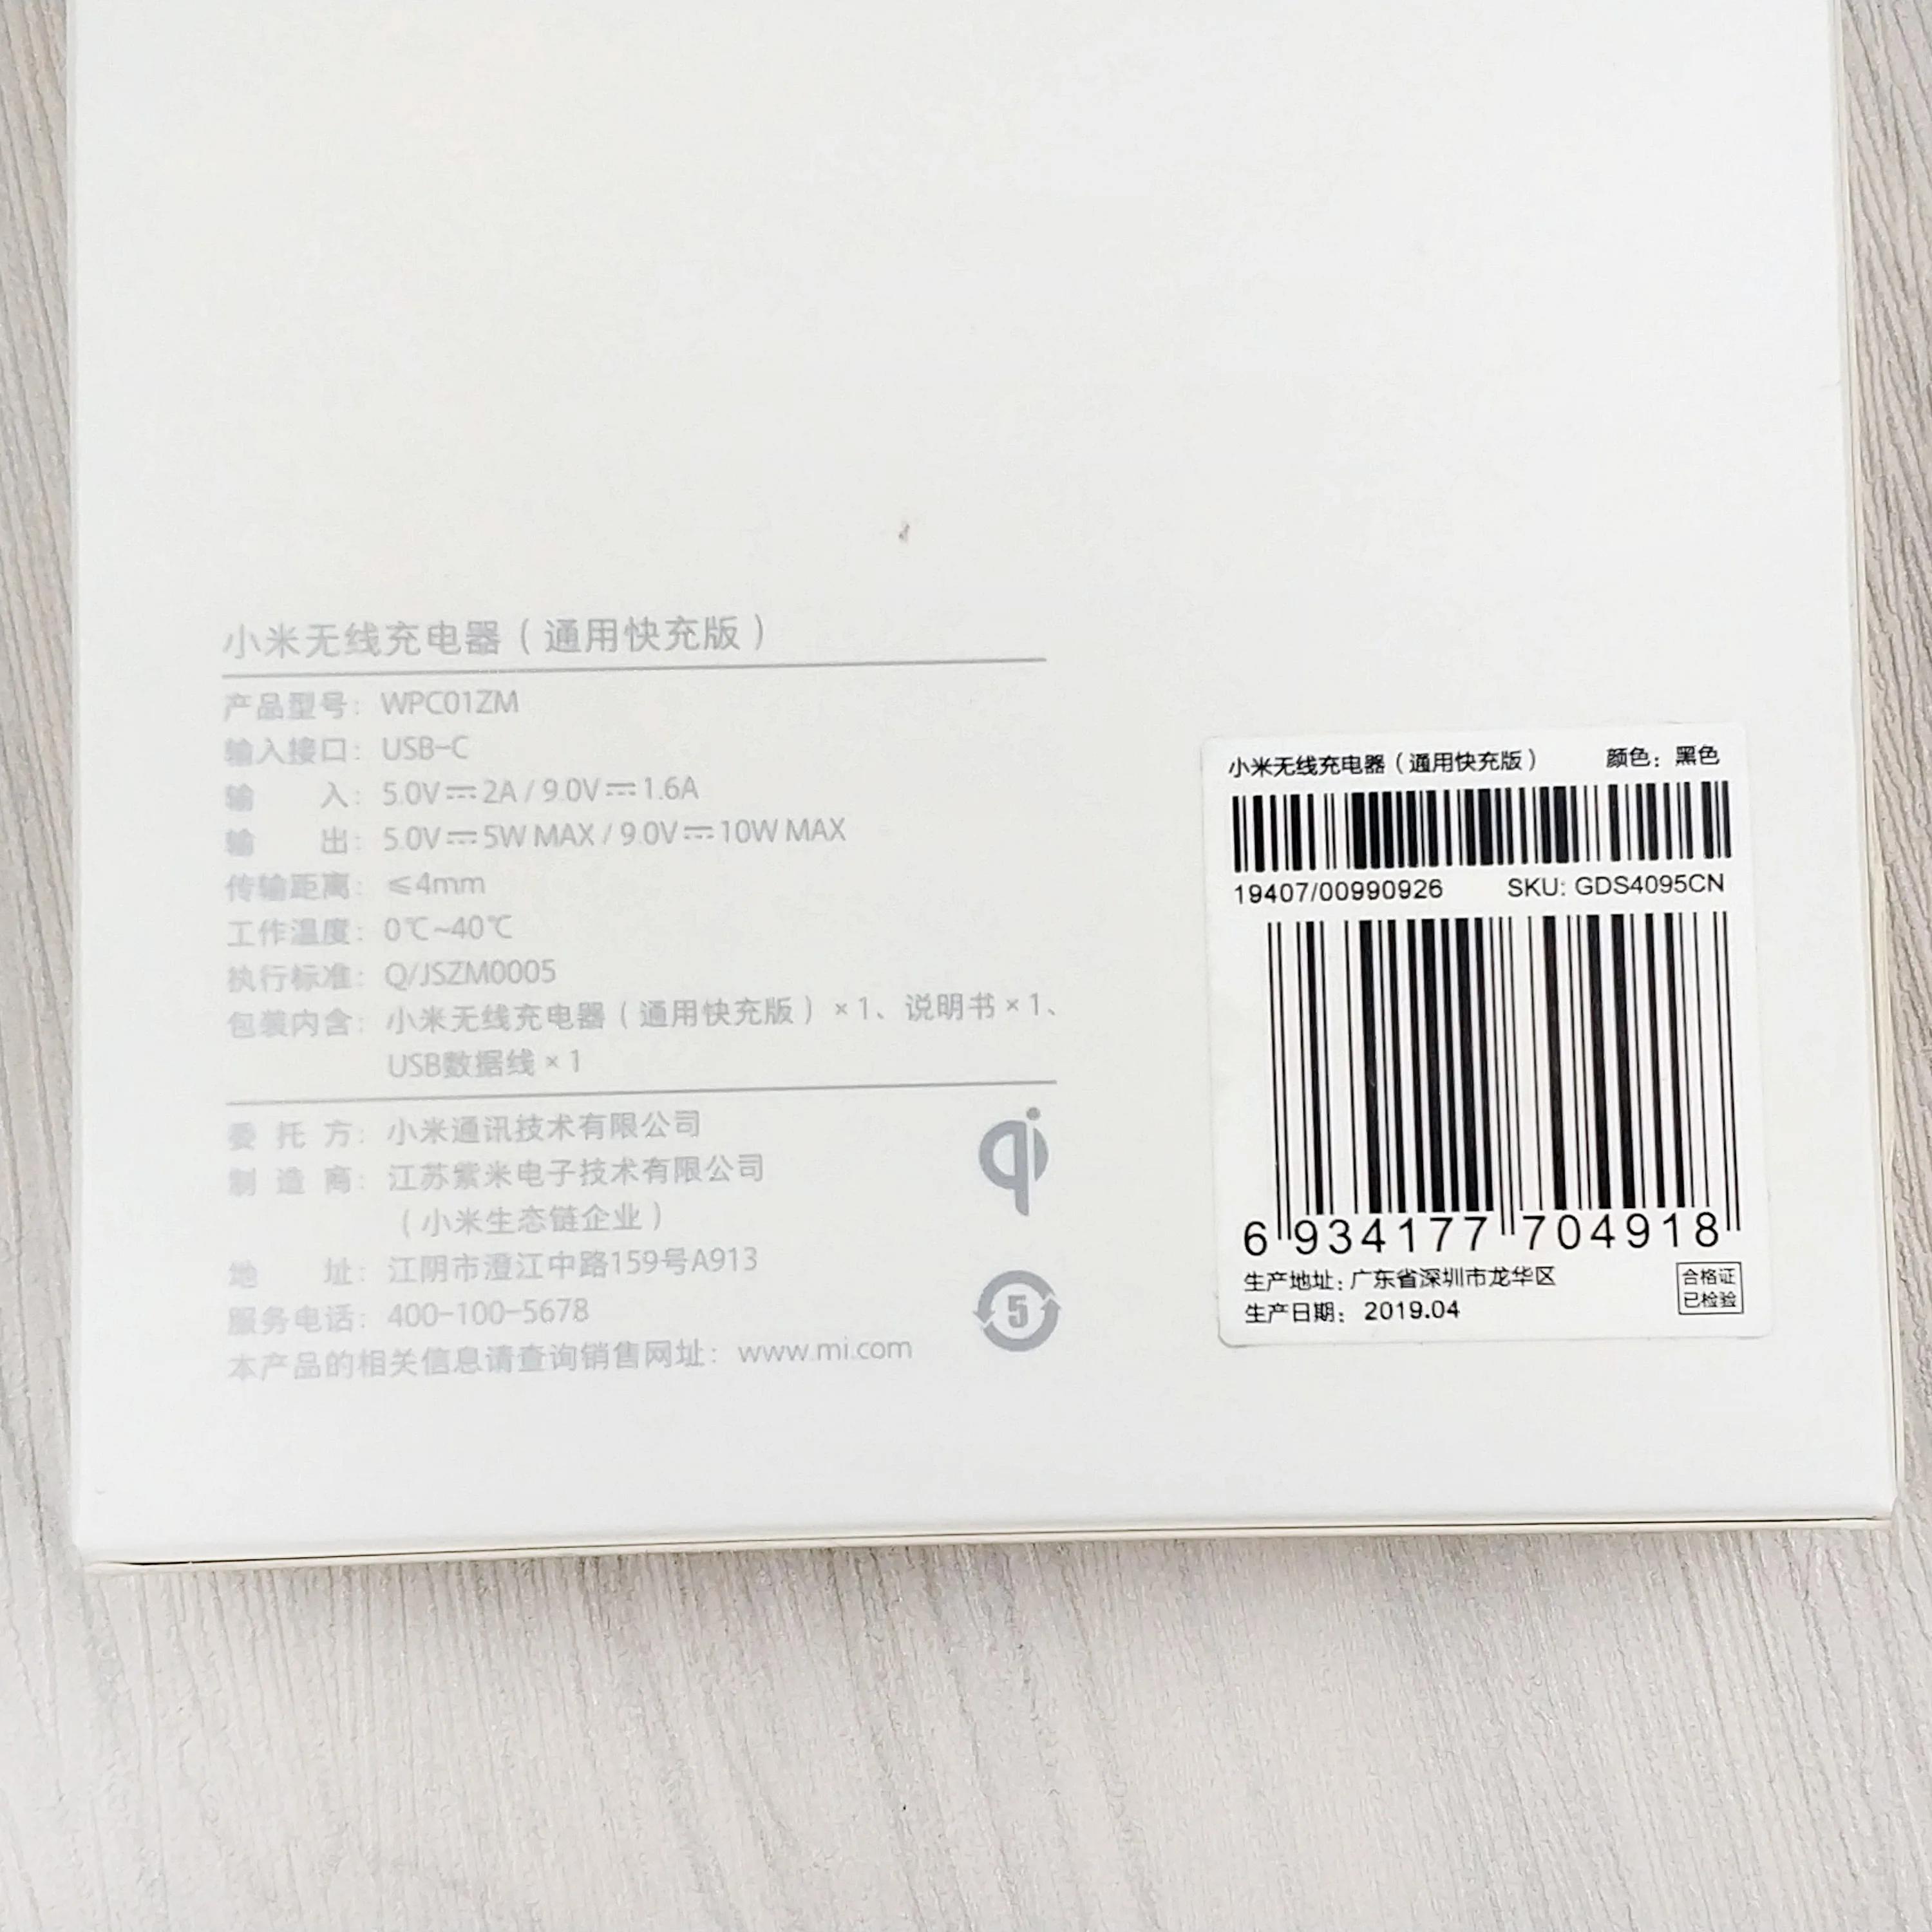 小米无线充电器（通用快充版）
产品型号： WPC01ZM
输入接口： USB-C
输 入： 5.0V⎓2A / 9.0V⎓1.6A
输 出： 5.0V⎓5W MAX / 9.0V⎓10W MAX
传输距离： ≤4mm
工作温度： 0℃~40℃
执行标准： Q/JSZM0005
包装内含： 小米无线充电器（通用快充版）×1、说明书×1、
USB数据线×1
委 托 方： 小米通讯技术有限公司
制 造 商： 江苏紫米电子技术有限公司
（小米生态链企业）
地 址： 江阴市澄江中路159号A913
服务电话： 400-100-5678
本产品的相关信息请查询销售网址： www.mi.com
qi
5
小米无线充电器（通用快充版） 颜色：黑色
19407/00990926 SKU: GDS4095CN
6 934177 704918
生产地址：广东省深圳市龙华区
生产日期： 2019.04
合格证
已检验